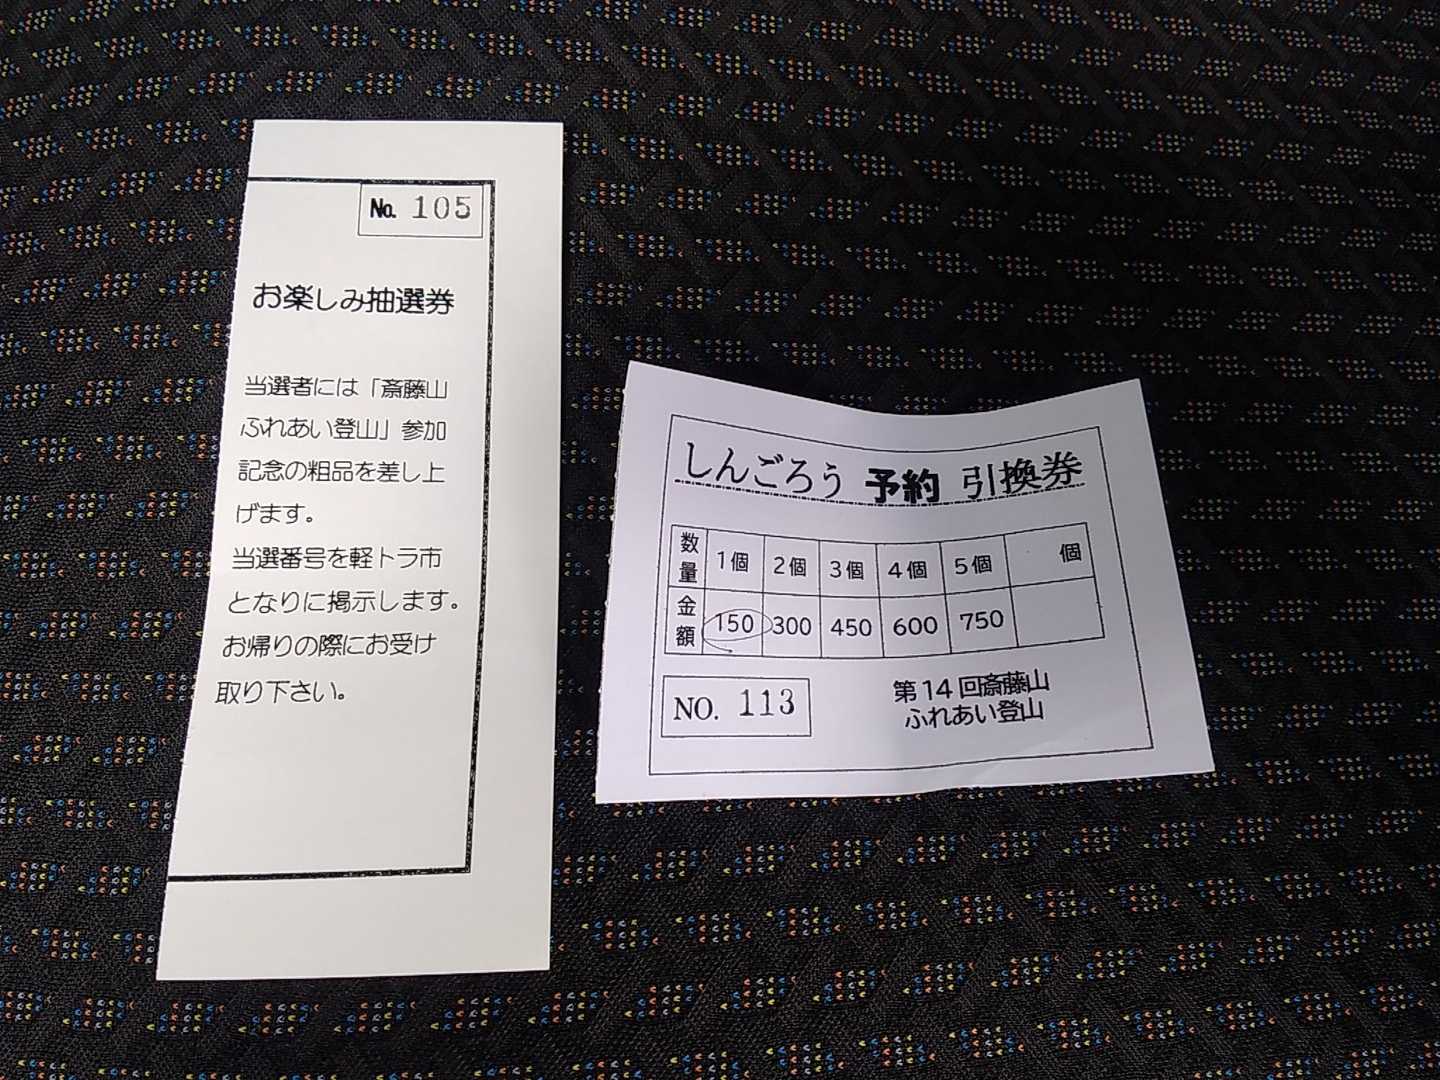 No. 105
お楽しみ抽選券
当選者には「斎藤山
ふれあい登山」参加
記念の粗品を差し上
げます。
当選番号を軽トラ市
となりに掲示します。
お帰りの際にお受け
取り下さい。
しんごろう 予約 引換券
数量 1個 2個 3個 4個 5個 個
金額 150 300 450 600 750
NO. 113
第14回斎藤山
ふれあい登山